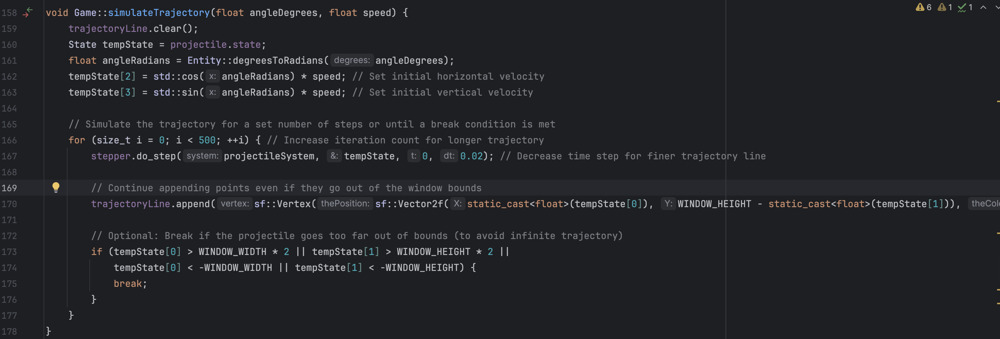 158 void Game::simulateTrajectory(float angleDegrees, float speed) { 6 1 1
159 trajectoryLine.clear();
160 State tempState = projectile.state;
161 float angleRadians = Entity::degreesToRadians( degrees: angleDegrees);
162 tempState[2] = std::cos( x: angleRadians) * speed; // Set initial horizontal velocity
163 tempState[3] = std::sin( x: angleRadians) * speed; // Set initial vertical velocity
164
165 // Simulate the trajectory for a set number of steps or until a break condition is met
166 for (size_t i = 0; i < 500; ++i) { // Increase iteration count for longer trajectory
167 stepper.do_step( system: projectileSystem, &: tempState, t: 0, dt: 0.02); // Decrease time step for finer trajectory line
168
169 // Continue appending points even if they go out of the window bounds
170 trajectoryLine.append( vertex: sf::Vertex( thePosition: sf::Vector2f( X: static_cast<float>(tempState[0]), Y: WINDOW_HEIGHT - static_cast<float>(tempState[1])), theCol
171
172 // Optional: Break if the projectile goes too far out of bounds (to avoid infinite trajectory)
173 if (tempState[0] > WINDOW_WIDTH * 2 || tempState[1] > WINDOW_HEIGHT * 2 ||
174 tempState[0] < -WINDOW_WIDTH || tempState[1] < -WINDOW_HEIGHT) {
175 break;
176 }
177 }
178 }